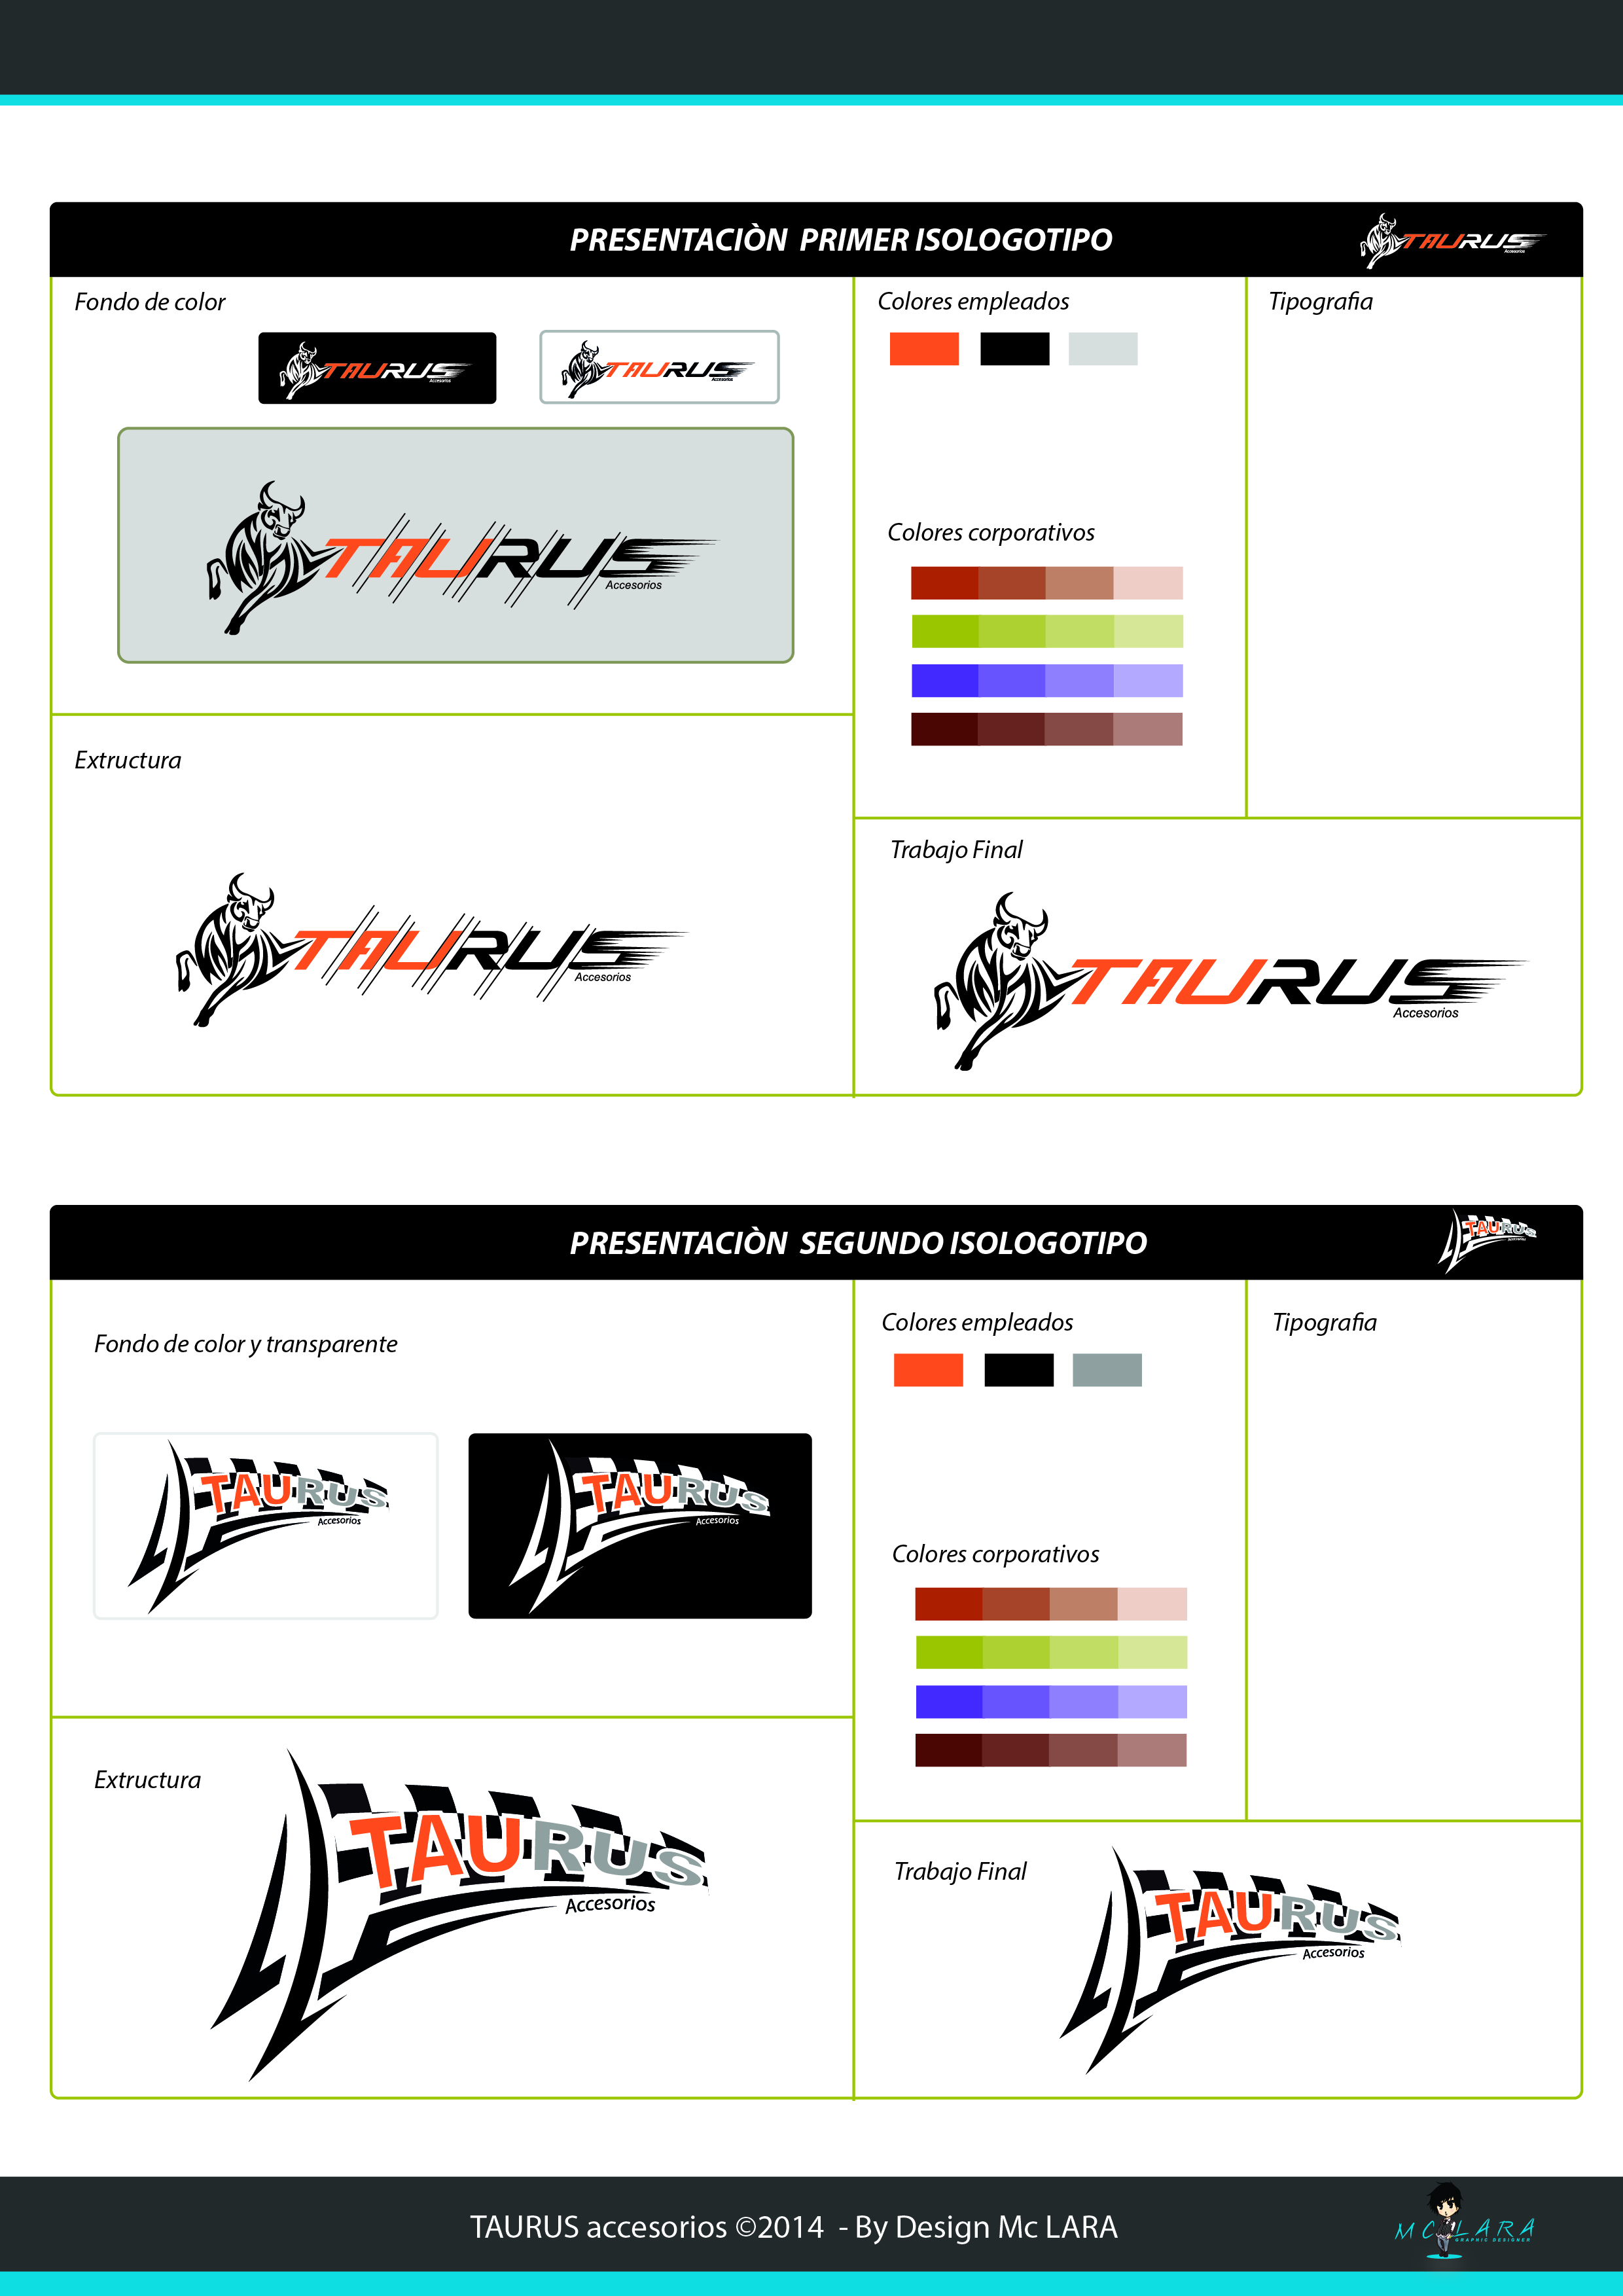 PRESENTACIÒN PRIMER ISOLOGOTIPO
TAURUS
Accesorios
Fondo de color
TAURUS
Accesorios
TAURUS
Accesorios
TAURUS
Accesorios
Colores empleados
Tipografia
Colores corporativos
Extructura
TAURUS
Accesorios
Trabajo Final
TAURUS
Accesorios
PRESENTACIÒN SEGUNDO ISOLOGOTIPO
TAURUS
Accesorios
Fondo de color y transparente
TAURUS
Accesorios
TAURUS
Accesorios
Colores empleados
Tipografia
Colores corporativos
Extructura
TAURUS
Accesorios
Trabajo Final
TAURUS
Accesorios
TAURUS accesorios ©2014 - By Design Mc LARA
MC LARA
GRAPHIC DESIGNER